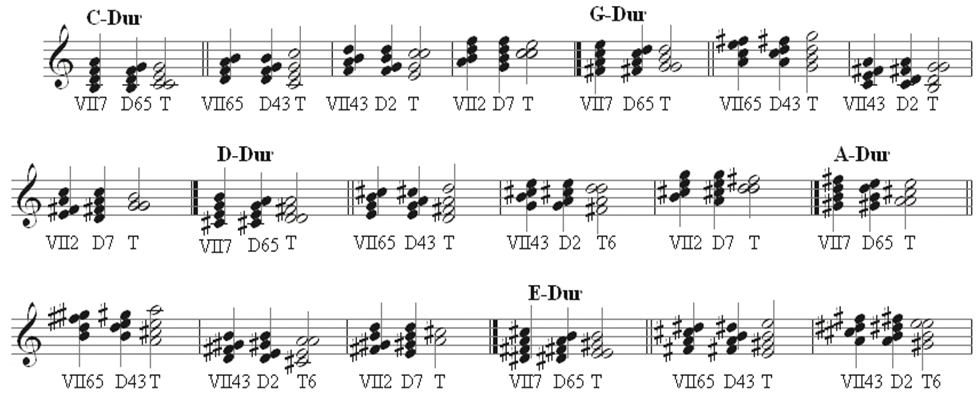 C-Dur G-Dur
VII7 D65 T VII65 D43 T VII43 D2 T VII2 D7 T VII7 D65 T VII65 D43 T VII43 D2 T
D-Dur A-Dur
VII2 D7 T VII7 D65 T VII65 D43 T VII43 D2 T6 VII2 D7 T VII7 D65 T
E-Dur
VII65 D43 T VII43 D2 T6 VII2 D7 T VII7 D65 T VII65 D43 T VII43 D2 T6